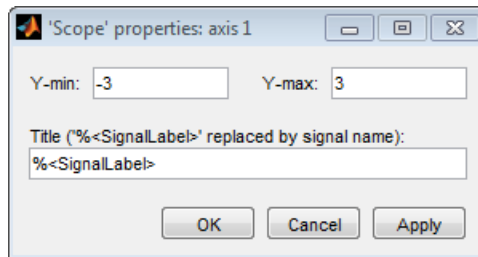 'Scope' properties: axis 1
Y-min: -3 Y-max: 3
Title ('%<SignalLabel>' replaced by signal name):
%<SignalLabel>
OK Cancel Apply